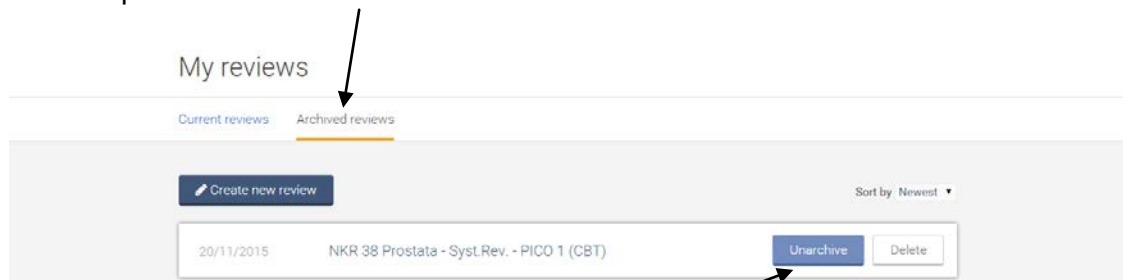 My reviews
Current reviews Archived reviews
Create new review Sort by Newest
20/11/2015 NKR 38 Prostata - Syst.Rev. - PICO 1 (CBT) Unarchive Delete